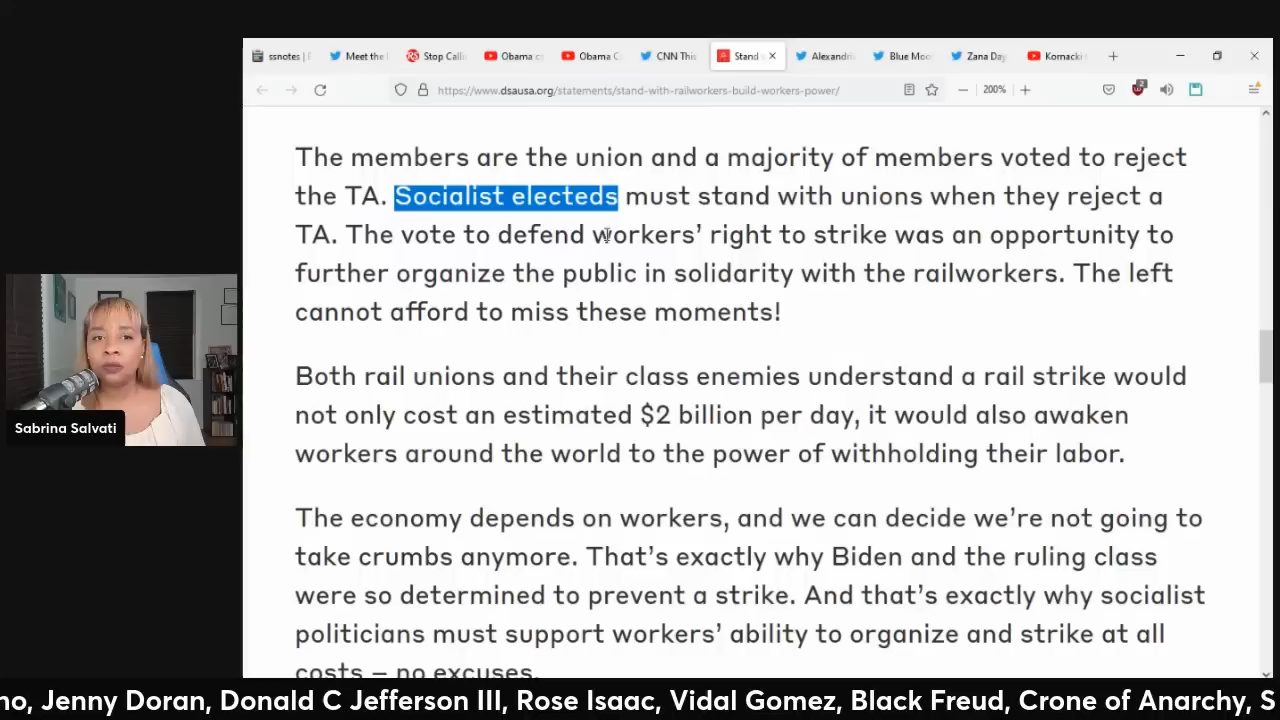 ssnotes |
Meet the
Stop Calli
Obama
Obama C
CNN This
Stand
Alexandri
Blue Moo
Zana Day
Kornacki
https://www.dsausa.org/statements/stand-with-railworkers-build-workers-power/
200%
2
The members are the union and a majority of members voted to reject
the TA. Socialist electeds must stand with unions when they reject a
TA. The vote to defend workers’ right to strike was an opportunity to
further organize the public in solidarity with the railworkers. The left
cannot afford to miss these moments!
Both rail unions and their class enemies understand a rail strike would
not only cost an estimated $2 billion per day, it would also awaken
workers around the world to the power of withholding their labor.
The economy depends on workers, and we can decide we’re not going to
take crumbs anymore. That’s exactly why Biden and the ruling class
were so determined to prevent a strike. And that’s exactly why socialist
politicians must support workers’ ability to organize and strike at all
costs – no excuses.
Sabrina Salvati
no, Jenny Doran, Donald C Jefferson III, Rose Isaac, Vidal Gomez, Black Freud, Crone of Anarchy, S